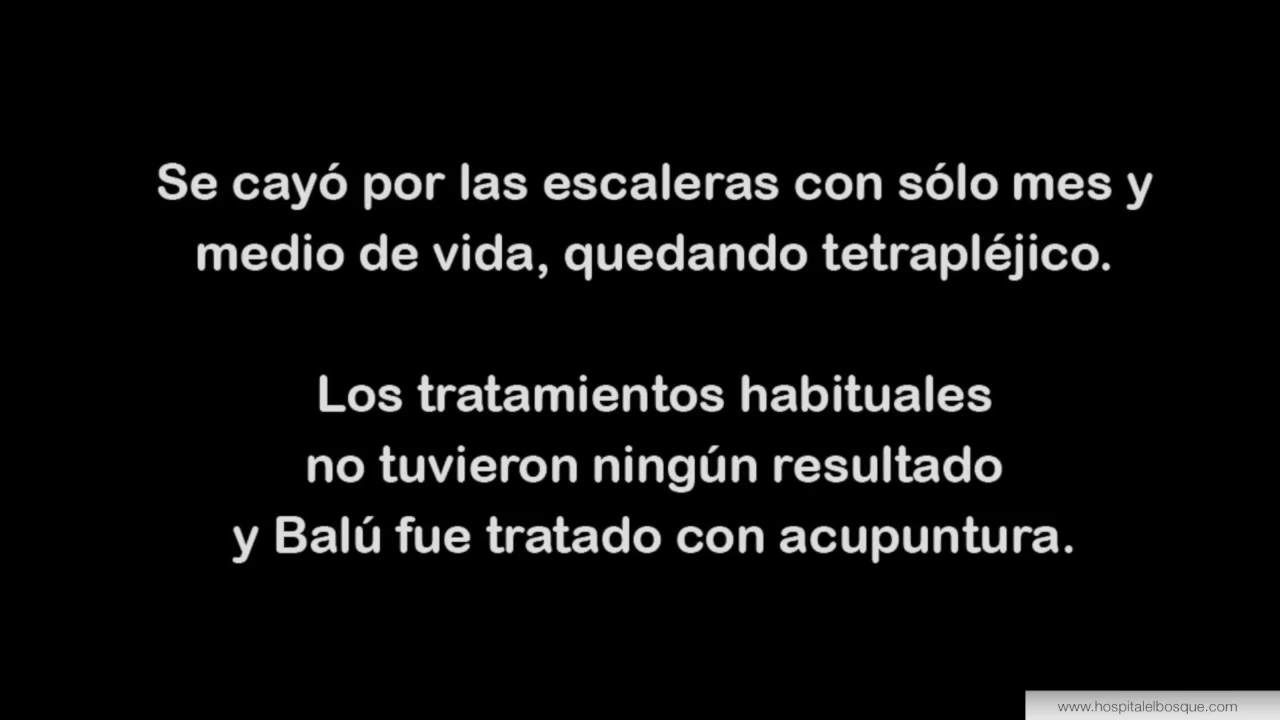 Se cayó por las escaleras con sólo mes y
medio de vida, quedando tetrapléjico.
Los tratamientos habituales
no tuvieron ningún resultado
y Balú fue tratado con acupuntura.
www.hospitalelbosque.com